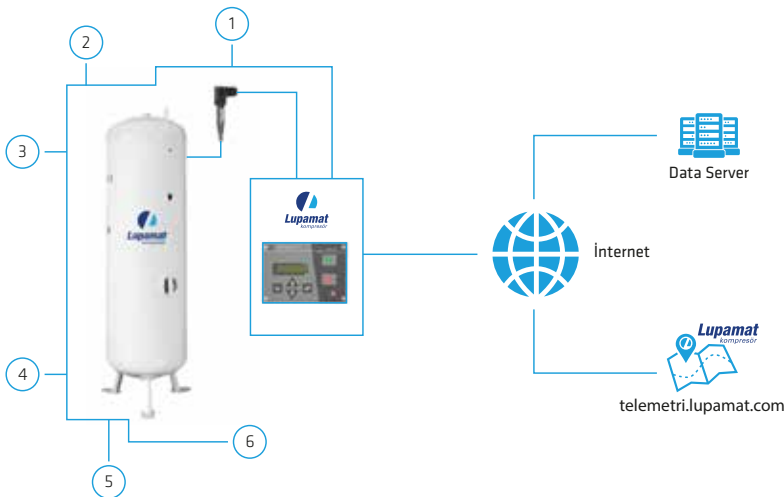 1
2
3
4
5
6
Lupamat
kompresör
Lupamat
kompresör
Data Server
İnternet
Lupamat
kompresör
telemetri.lupamat.com